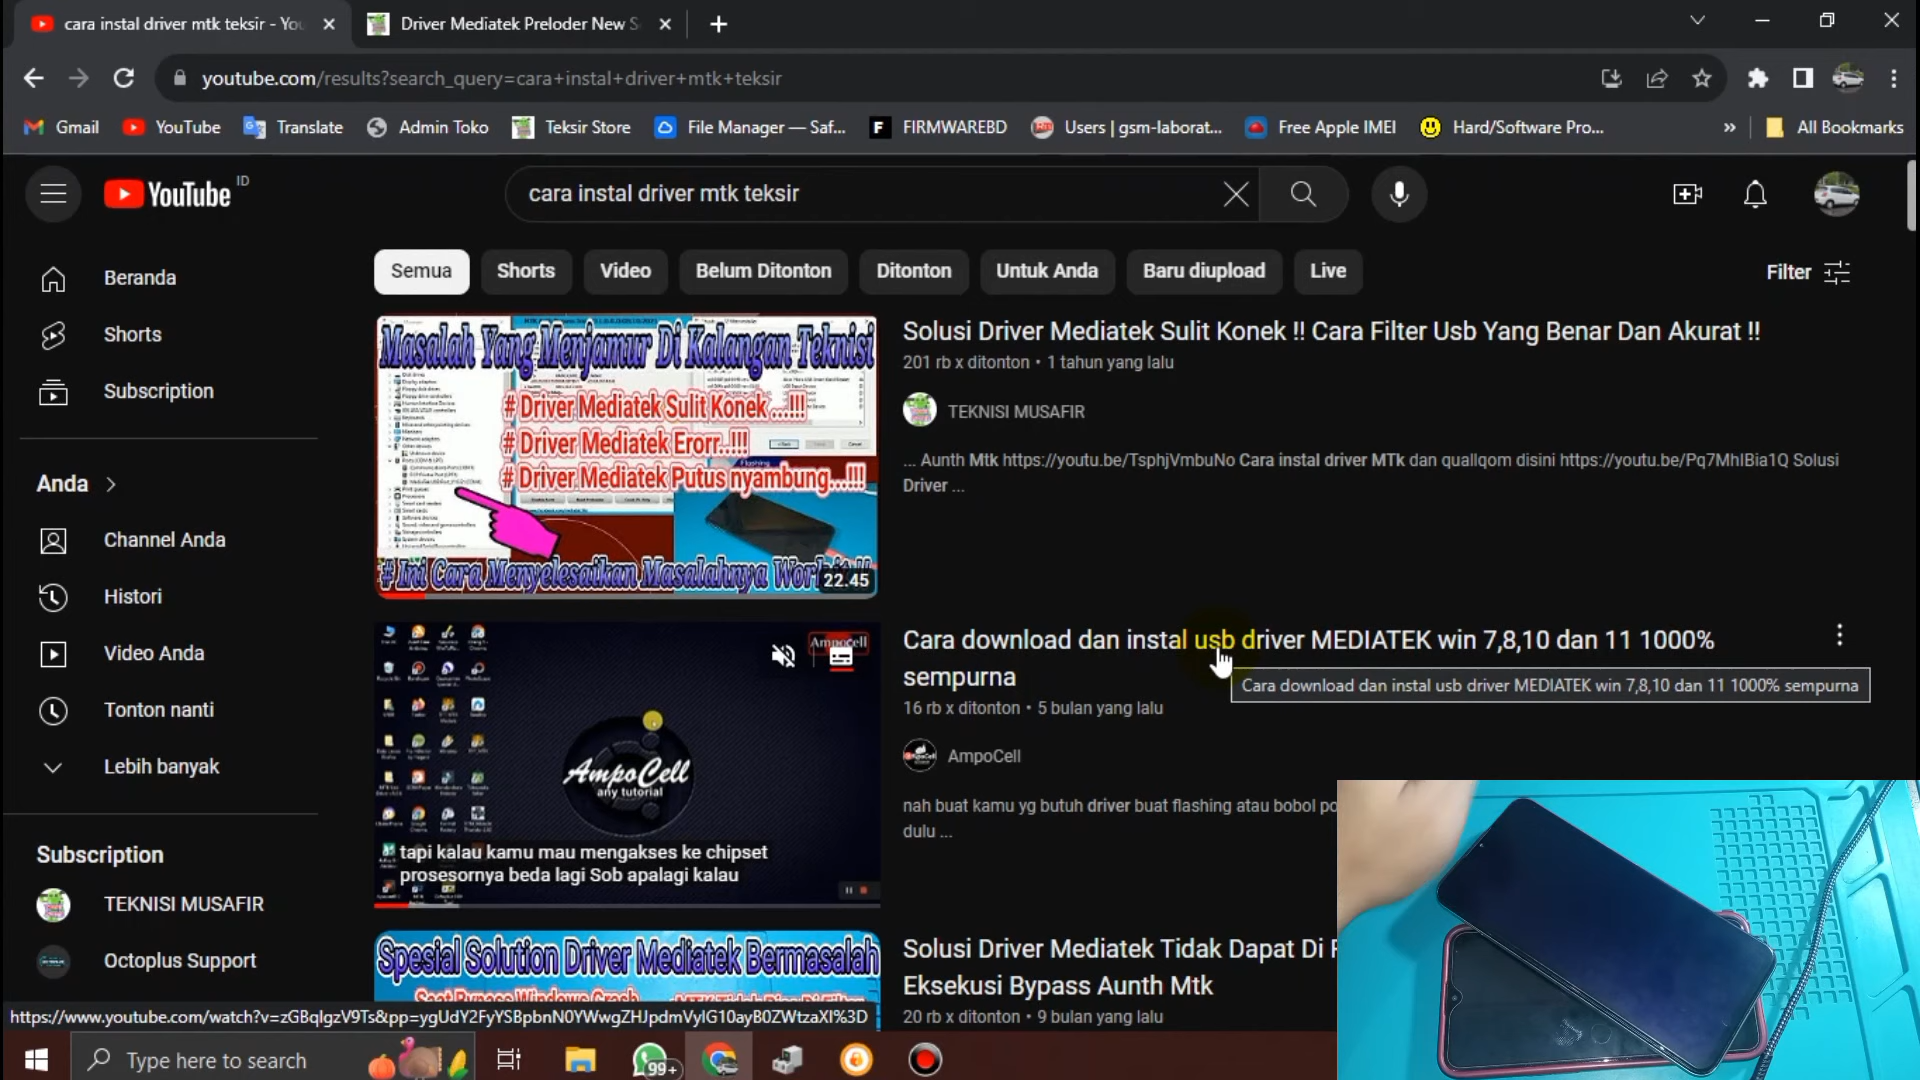 cara instal driver mtk teksir - You
Driver Mediatek Preloder New S
youtube.com/results?search_query=cara+instal+driver+mtk+teksir
Gmail
YouTube
Translate
Admin Toko
Teksir Store
File Manager — Saf...
FIRMWAREBD
Users | gsm-laborat...
Free Apple IMEI
Hard/Software Pro...
»
All Bookmarks
YouTube ID
cara instal driver mtk teksir
Semua
Shorts
Video
Belum Ditonton
Ditonton
Untuk Anda
Baru diupload
Live
Filter
Beranda
Shorts
Subscription
Anda
Channel Anda
Histori
Video Anda
Tonton nanti
Lebih banyak
Subscription
TEKNISI MUSAFIR
Octoplus Support
Masalah Yang Menjamur Di Kalangan Teknisi
# Driver Mediatek Sulit Konek ...!!!
# Driver Mediatek Erorr..!!!
# Driver Mediatek Putus nyambung...!!!
# Ini Cara Menyelesaikan Masalahnya
22.45
Solusi Driver Mediatek Sulit Konek !! Cara Filter Usb Yang Benar Dan Akurat !!
201 rb x ditonton • 1 tahun yang lalu
TEKNISI MUSAFIR
... Aunth Mtk https://youtu.be/TsphjVmbuNo Cara instal driver MTk dan quallqom disini https://youtu.be/Pq7MhIBia1Q Solusi
Driver ...
Ampocell
AmpoCell
any tutorial
tapi kalau kamu mau mengakses ke chipset
prosesornya beda lagi Sob apalagi kalau
Cara download dan instal usb driver MEDIATEK win 7,8,10 dan 11 1000%
sempurna
Cara download dan instal usb driver MEDIATEK win 7,8,10 dan 11 1000% sempurna
16 rb x ditonton • 5 bulan yang lalu
AmpoCell
nah buat kamu yg butuh driver buat flashing atau bobol
dulu ...
Spesial Solution Driver Mediatek Bermasalah
Solusi Driver Mediatek Tidak Dapat Di
Eksekusi Bypass Aunth Mtk
20 rb x ditonton • 9 bulan yang lalu
https://www.youtube.com/watch?v=zGBqlgzV9Ts&pp=ygUdY2FyYSBpbnN0YWwgZHJpdmVyIG10ayB0ZWtzaXI%3D
Type here to search
99+